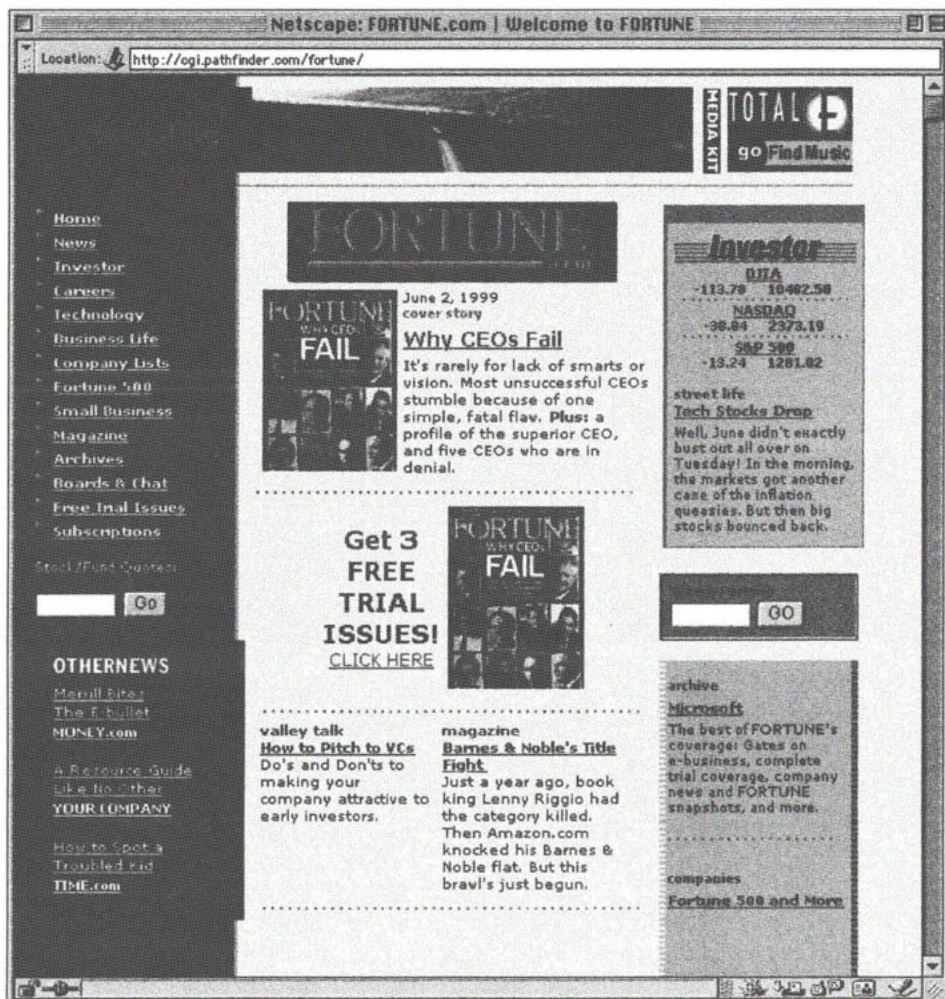 Netscape: FORTUNE.com | Welcome to FORTUNE
Location: http://cgi.pathfinder.com/fortune/
MEDIA KIT
TOTAL
go Find Music
Home
News
Investor
Careers
Technology
Business Life
Company Lists
Fortune 500
Small Business
Magazine
Archives
Boards & Chat
Free Trial Issues
Subscriptions
Stock/Fund Quotes:
Go
OTHERNEWS
Merrill Bites
The E-bullet
MONEY.com
A Resource Guide
Like No Other
YOUR COMPANY
How to Spot a
Troubled Kid
TIME.com
FORTUNE
.COM
FORTUNE
WHY CEOs
FAIL
June 2, 1999
cover story
Why CEOs Fail
It's rarely for lack of smarts or
vision. Most unsuccessful CEOs
stumble because of one
simple, fatal flaw. Plus: a
profile of the superior CEO,
and five CEOs who are in
denial.
Get 3
FREE
TRIAL
ISSUES!
CLICK HERE
FORTUNE
WHY CEOs
FAIL
valley talk
How to Pitch to VCs
Do's and Don'ts to
making your
company attractive to
early investors.
magazine
Barnes & Noble's Title
Fight
Just a year ago, book
king Lenny Riggio had
the category killed.
Then Amazon.com
knocked his Barnes &
Noble flat. But this
brawl's just begun.
Investor
DJIA
NASDAQ
2373.19
S&P 500
-13.24
street life
Tech Stocks Drop
Well, June didn't exactly
bust out all over on
Tuesday! In the morning,
the markets got another
case of the inflation
queasies. But then big
stocks bounced back.
GO
archive
Microsoft
The best of FORTUNE's
coverage: Gates on
e-business, complete
trial coverage, company
news and FORTUNE
snapshots, and more.
companies
Fortune 500 and More